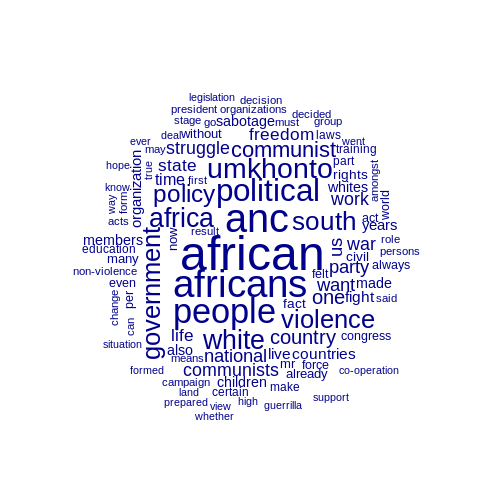 legislation
president organizations decision
stage go sabotage must decided group
deal without freedom laws
ever may struggle communist went training
hope true state umkhonto part amongst
time first political rights
know way form organization policy whites work world
acts africa anc south act years
members now result african us war role
education government felt civil persons
many africans party always
non-violence want made
even per people fact one fight said
change can white violence
situation life country congress
also national live countries
means communists mr force
formed already co-operation
campaign children make
land certain support
prepared view high guerrilla
whether